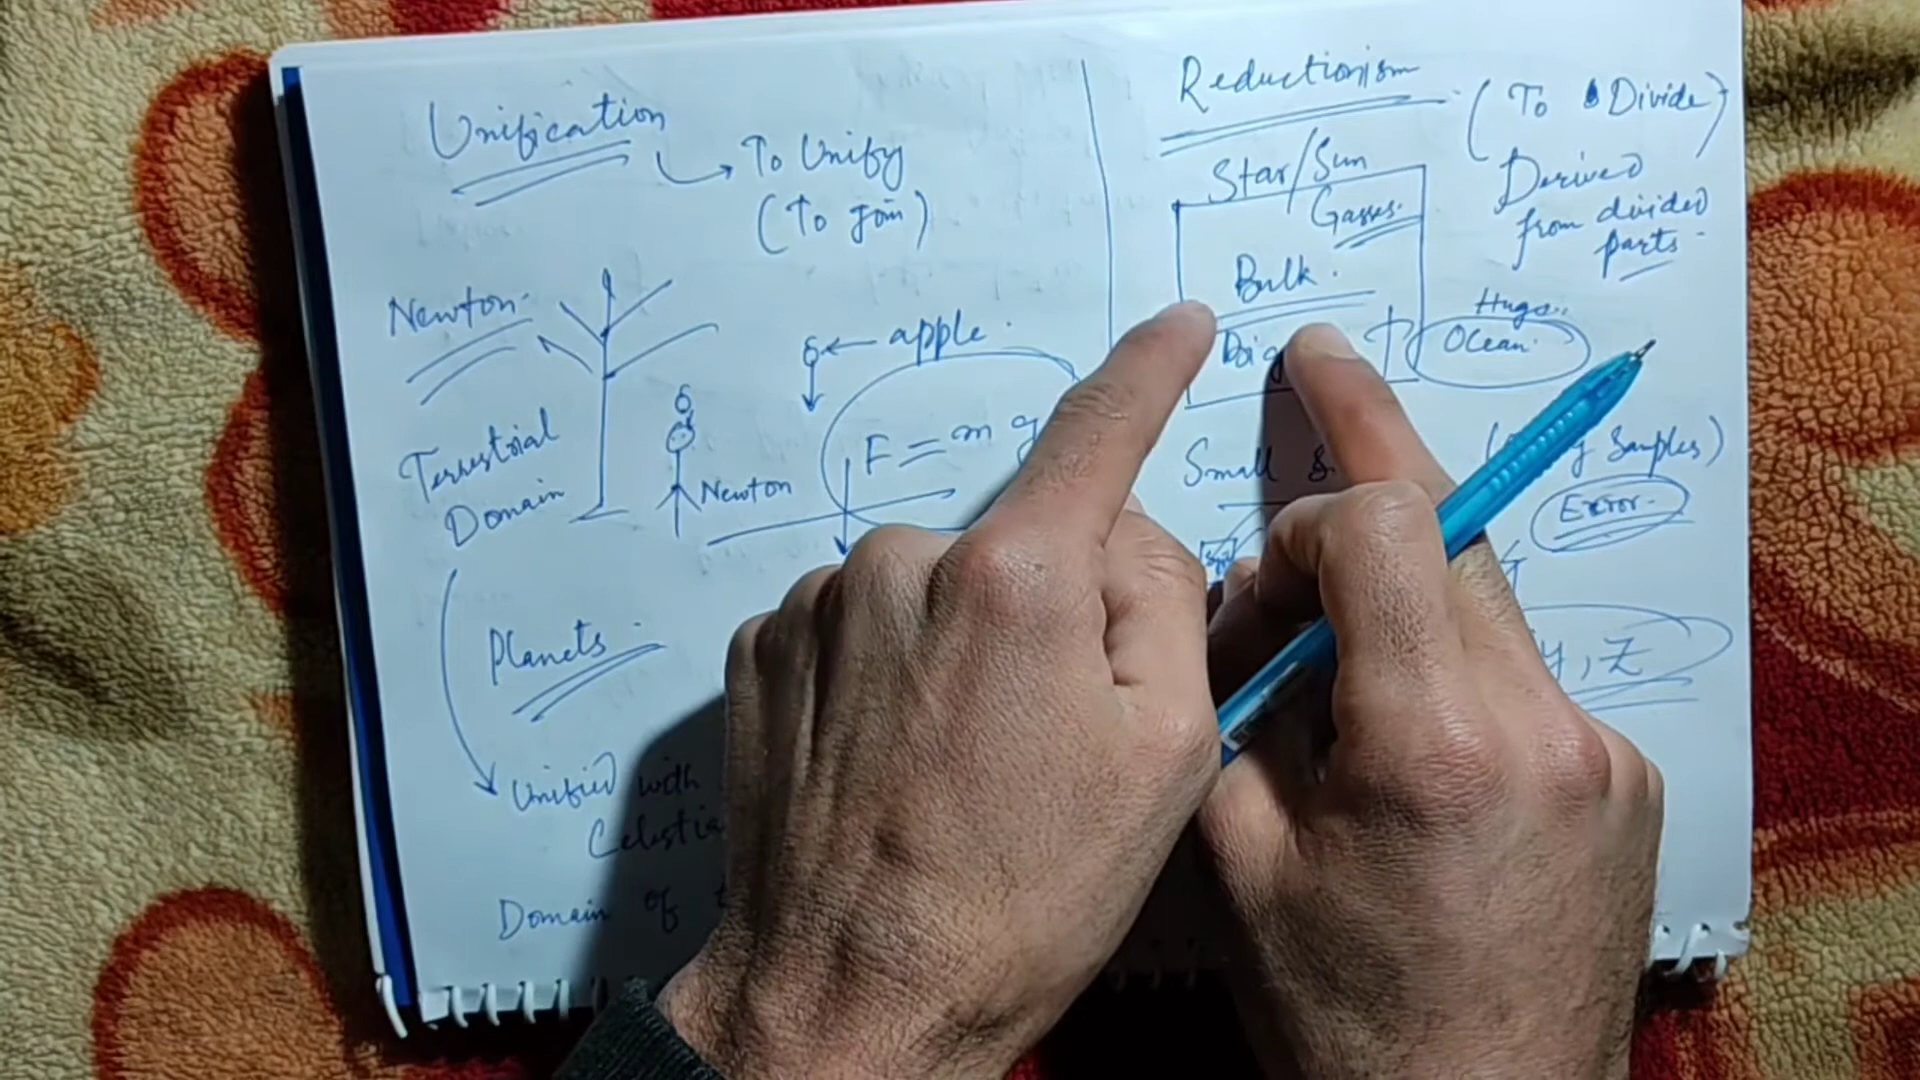 Unification
To Unify
(To Join)
Newton
apple
Terrestrial
Domain
Newton
F = mg
Planets
Unified with
Domain of
Reductionism
(To Divide)
Star/Sun
Gasses
Derived
from divided
parts
Bulk
Huge
Ocean
Small
Samples)
Error
y, z